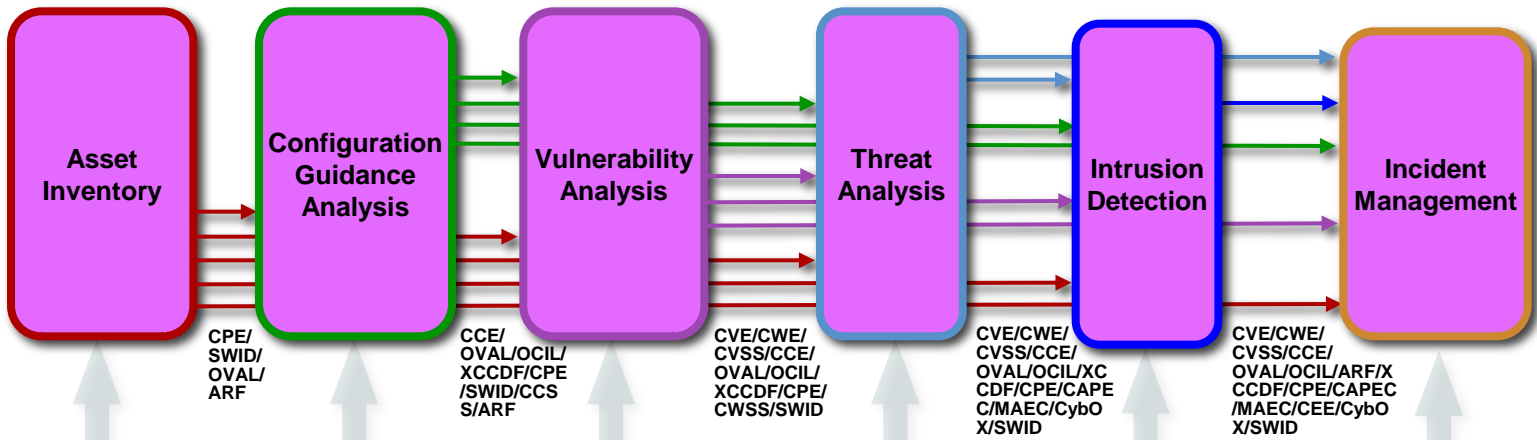 Asset
Inventory
Configuration
Guidance
Analysis
Vulnerability
Analysis
Threat
Analysis
Intrusion
Detection
Incident
Management
CPE/
SWID/
OVAL/
ARF
CCE/
OVAL/OCIL/
XCCDF/CPE
/SWID/CCS
S/ARF
CVE/CWE/
CVSS/CCE/
OVAL/OCIL/
XCCDF/CPE/
CWSS/SWID
CVE/CWE/
CVSS/CCE/
OVAL/OCIL/XC
CDF/CPE/CAPE
C/MAEC/CybO
X/SWID
CVE/CWE/
CVSS/CCE/
OVAL/OCIL/ARF/X
CCDF/CPE/CAPEC
/MAEC/CEE/CybO
X/SWID